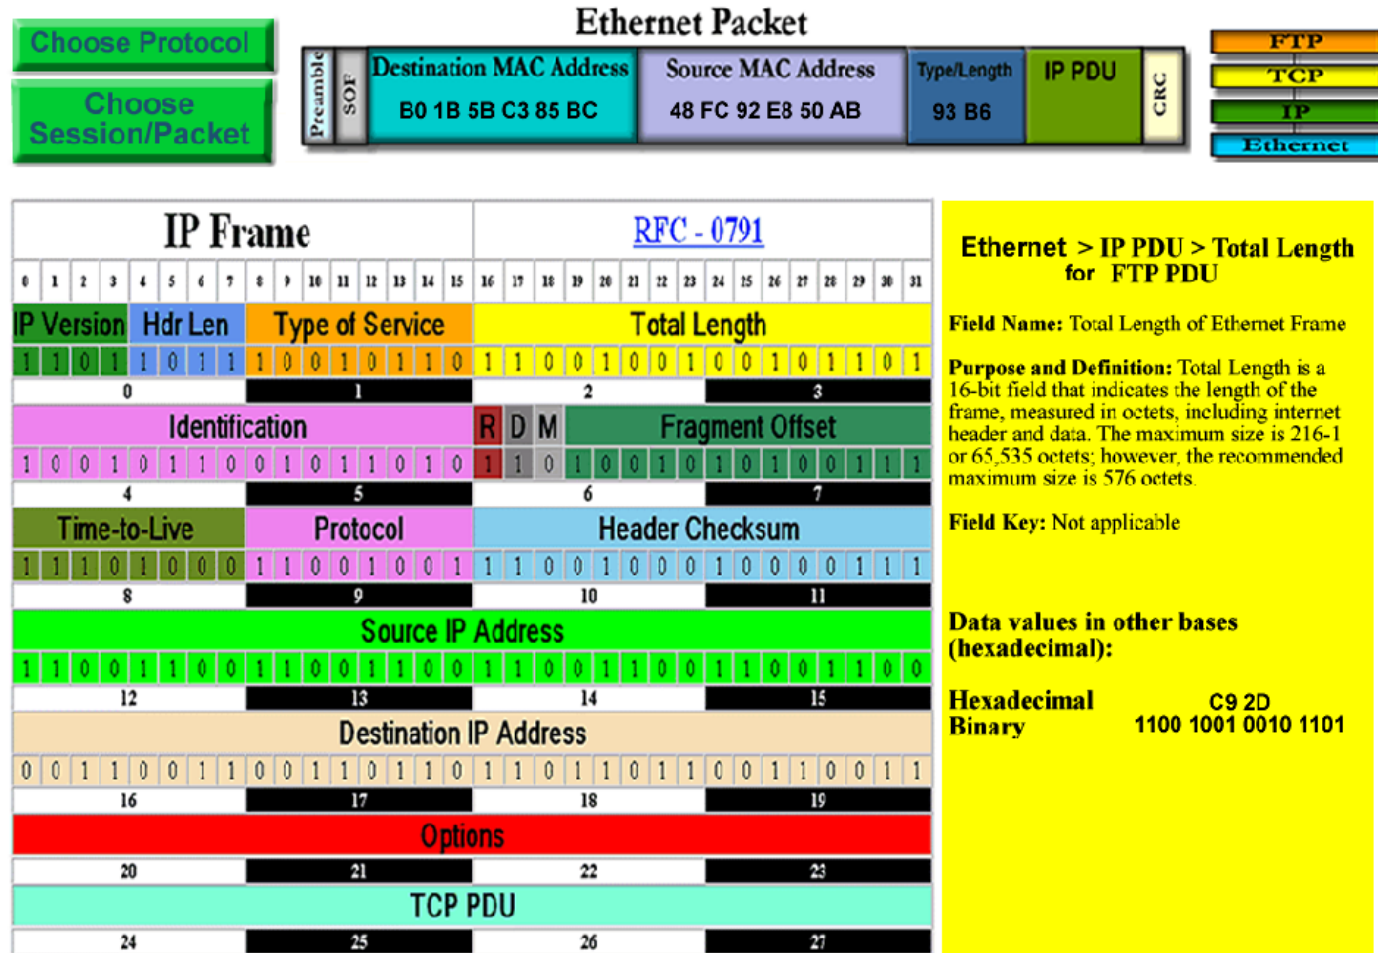 Ethernet Packet
Choose Protocol
Choose
Session/Packet
Preamble
SOF
Destination MAC Address
B0 1B 5B C3 85 BC
Source MAC Address
48 FC 92 E8 50 AB
Type/Length
93 B6
IP PDU
CRC
FTP
TCP
IP
Ethernet
IP Frame
RFC - 0791
0 1 2 3 4 5 6 7 8 9 10 11 12 13 14 15 16 17 18 19 20 21 22 23 24 25 26 27 28 29 30 31
IP Version Hdr Len Type of Service Total Length
1 1 0 1 1 0 1 1 1 0 0 1 0 1 1 0 1 1 0 0 1 0 0 1 0 0 1 0 1 1 0 1
0 1 2 3
Identification R D M Fragment Offset
1 0 0 1 0 1 1 0 0 1 0 1 1 0 1 0 1 1 0 1 0 0 1 0 1 0 1 0 0 1 1 1
4 5 6 7
Time-to-Live Protocol Header Checksum
1 1 1 0 1 0 0 0 1 1 0 0 1 0 0 1 1 1 0 0 1 0 0 0 1 0 0 0 0 1 1 1
8 9 10 11
Source IP Address
1 1 0 0 1 1 0 0 1 1 0 0 1 1 0 0 1 1 0 0 1 1 0 0 1 1 0 0 1 1 0 0
12 13 14 15
Destination IP Address
0 0 1 1 0 0 1 1 0 0 1 1 0 1 1 0 1 1 0 1 1 0 1 1 0 0 1 1 0 0 1 1
16 17 18 19
Options
20 21 22 23
TCP PDU
24 25 26 27
Ethernet > IP PDU > Total Length
for FTP PDU
Field Name: Total Length of Ethernet Frame
Purpose and Definition: Total Length is a
16-bit field that indicates the length of the
frame, measured in octets, including internet
header and data. The maximum size is 216-1
or 65,535 octets; however, the recommended
maximum size is 576 octets.
Field Key: Not applicable
Data values in other bases
(hexadecimal):
Hexadecimal C9 2D
Binary 1100 1001 0010 1101